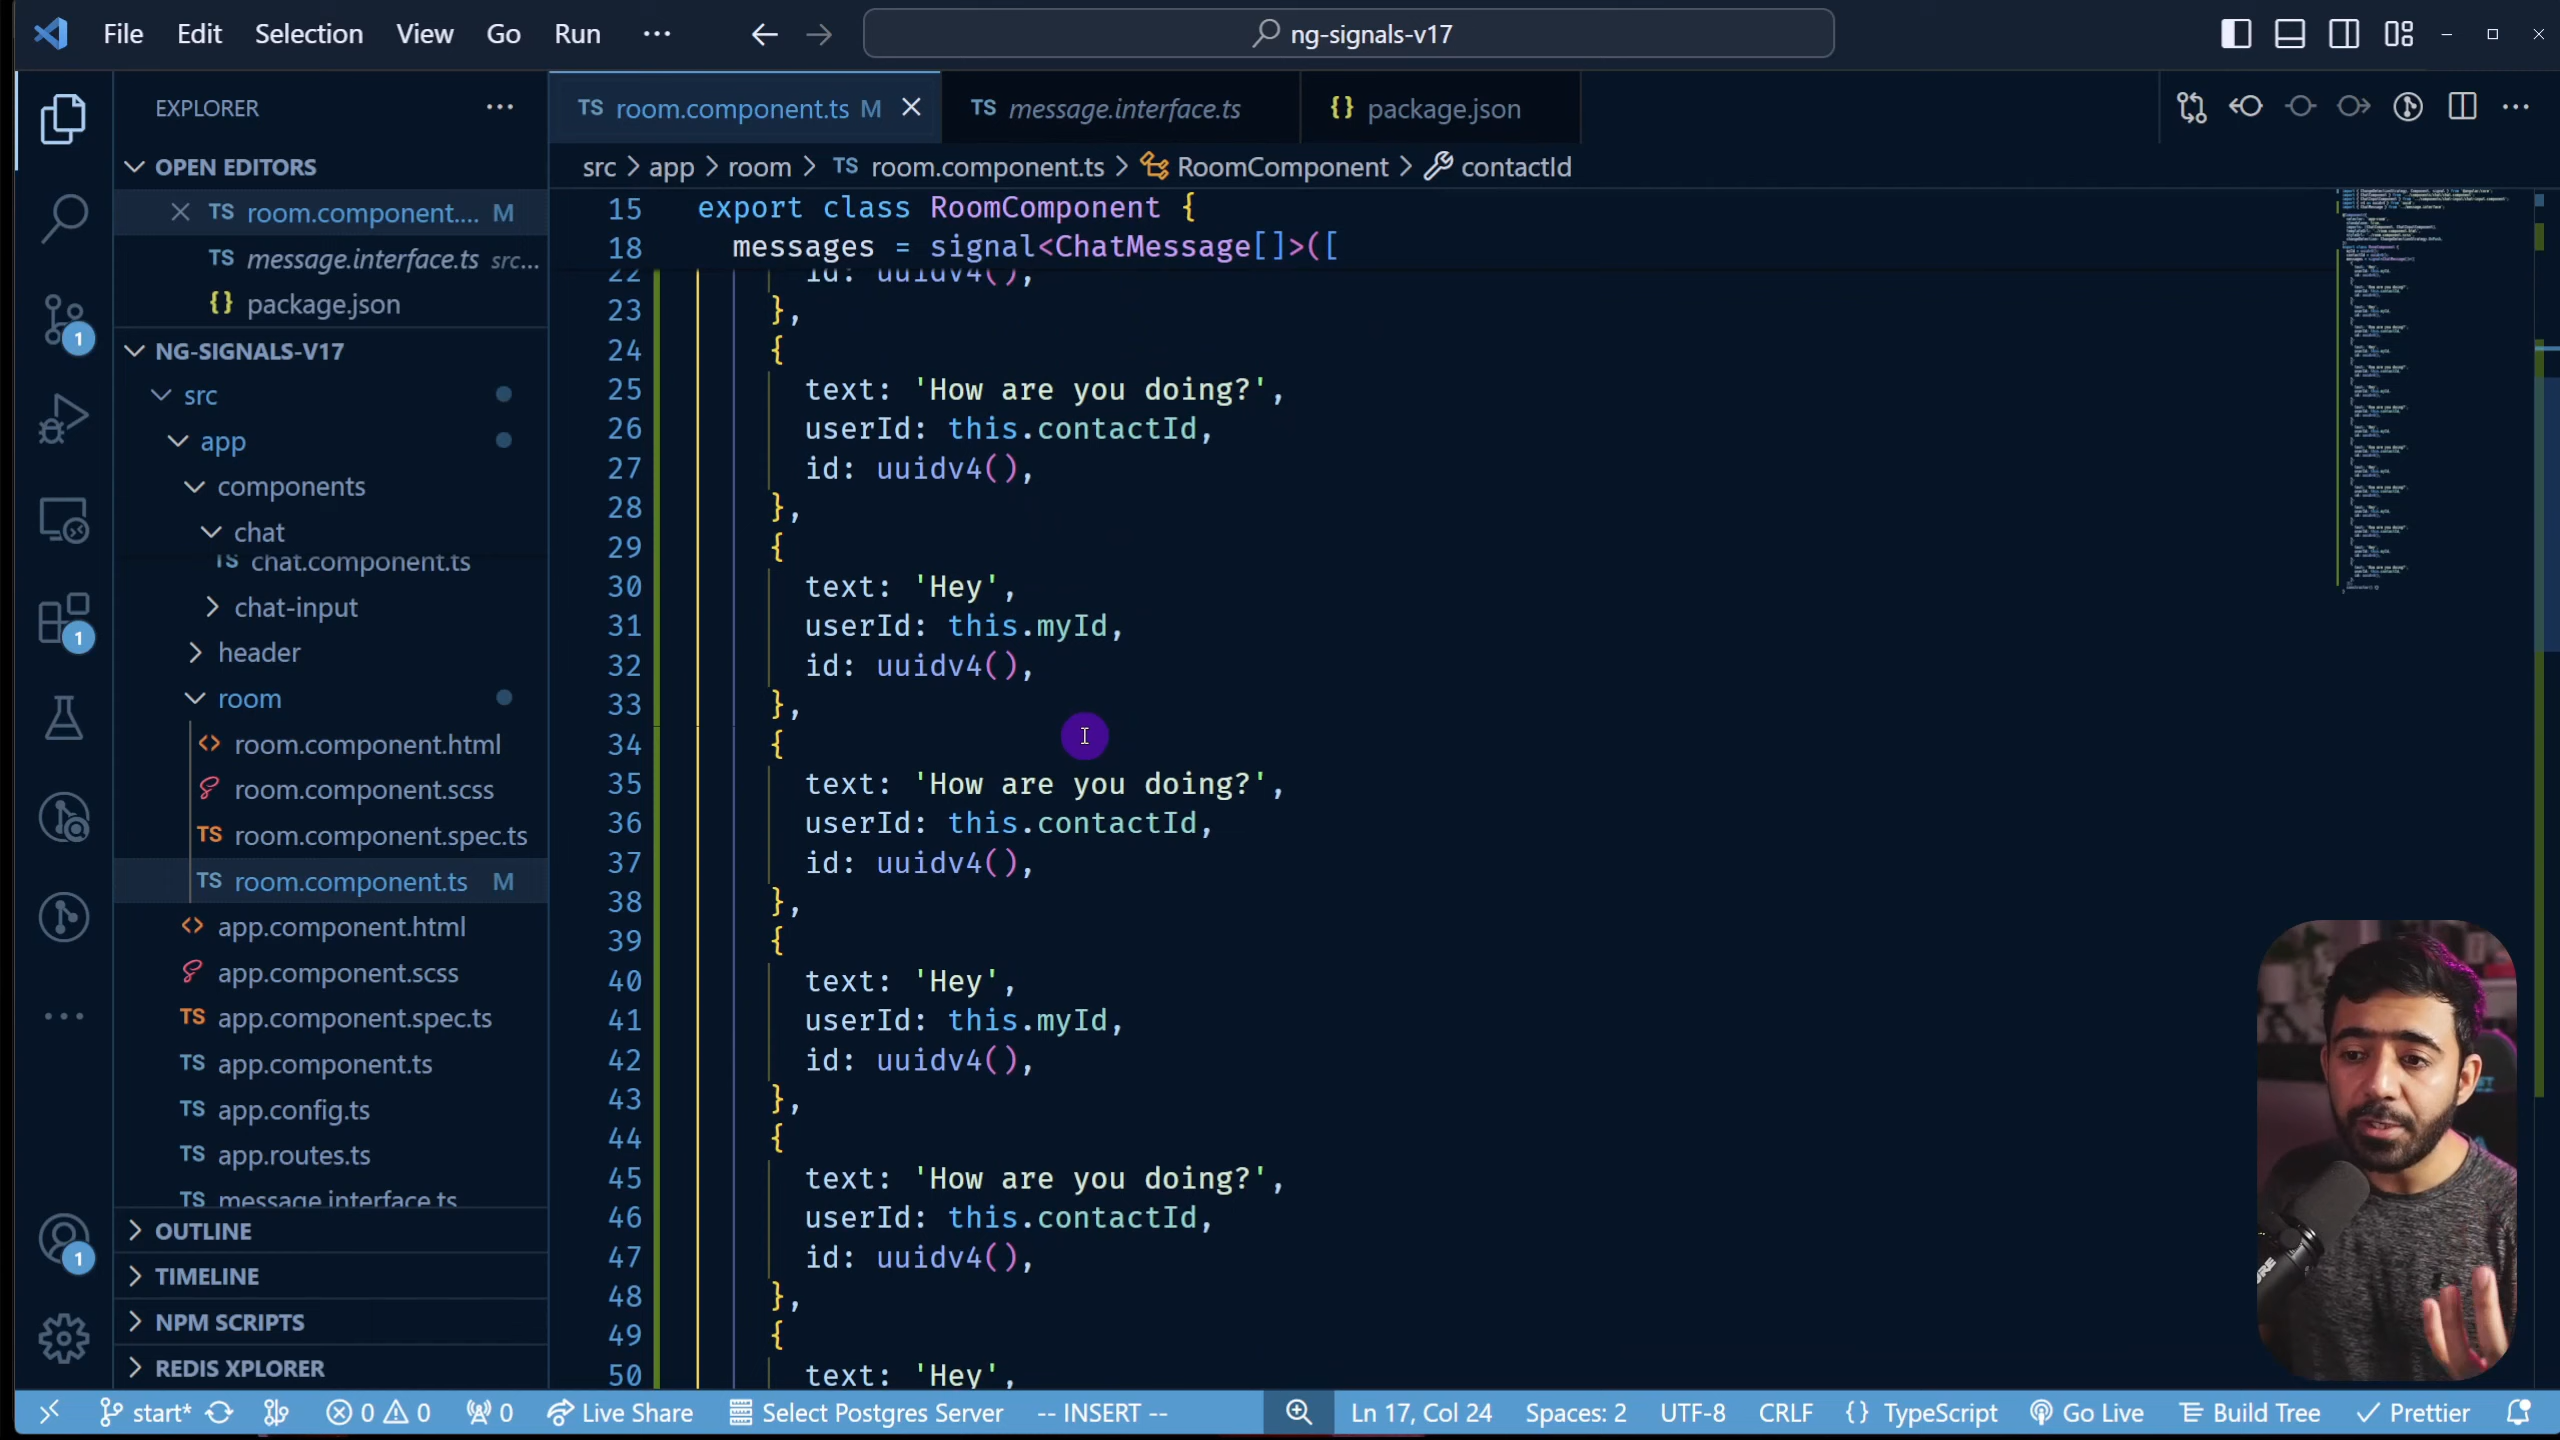 File Edit Selection View Go Run ···
ng-signals-v17
EXPLORER
OPEN EDITORS
TS room.component.... M
TS message.interface.ts src...
{} package.json
NG-SIGNALS-V17
src
app
components
chat
TS chat.component.ts
chat-input
header
room
room.component.html
room.component.scss
TS room.component.spec.ts
TS room.component.ts M
app.component.html
app.component.scss
TS app.component.spec.ts
TS app.component.ts
TS app.config.ts
TS app.routes.ts
TS message.interface.ts
OUTLINE
TIMELINE
NPM SCRIPTS
REDIS XPLORER
1
1
1
TS room.component.ts M
TS message.interface.ts
{} package.json
src > app > room > TS room.component.ts > RoomComponent > contactId
15 export class RoomComponent {
18 messages = signal<ChatMessage[]>([
22 id: uuidv4(),
23 },
24 {
25 text: 'How are you doing?',
26 userId: this.contactId,
27 id: uuidv4(),
28 },
29 {
30 text: 'Hey',
31 userId: this.myId,
32 id: uuidv4(),
33 },
34 {
35 text: 'How are you doing?',
36 userId: this.contactId,
37 id: uuidv4(),
38 },
39 {
40 text: 'Hey',
41 userId: this.myId,
42 id: uuidv4(),
43 },
44 {
45 text: 'How are you doing?',
46 userId: this.contactId,
47 id: uuidv4(),
48 },
49 {
50 text: 'Hey',
start* 0 0 0 Live Share Select Postgres Server -- INSERT -- Ln 17, Col 24 Spaces: 2 UTF-8 CRLF {} TypeScript Go Live Build Tree Prettier